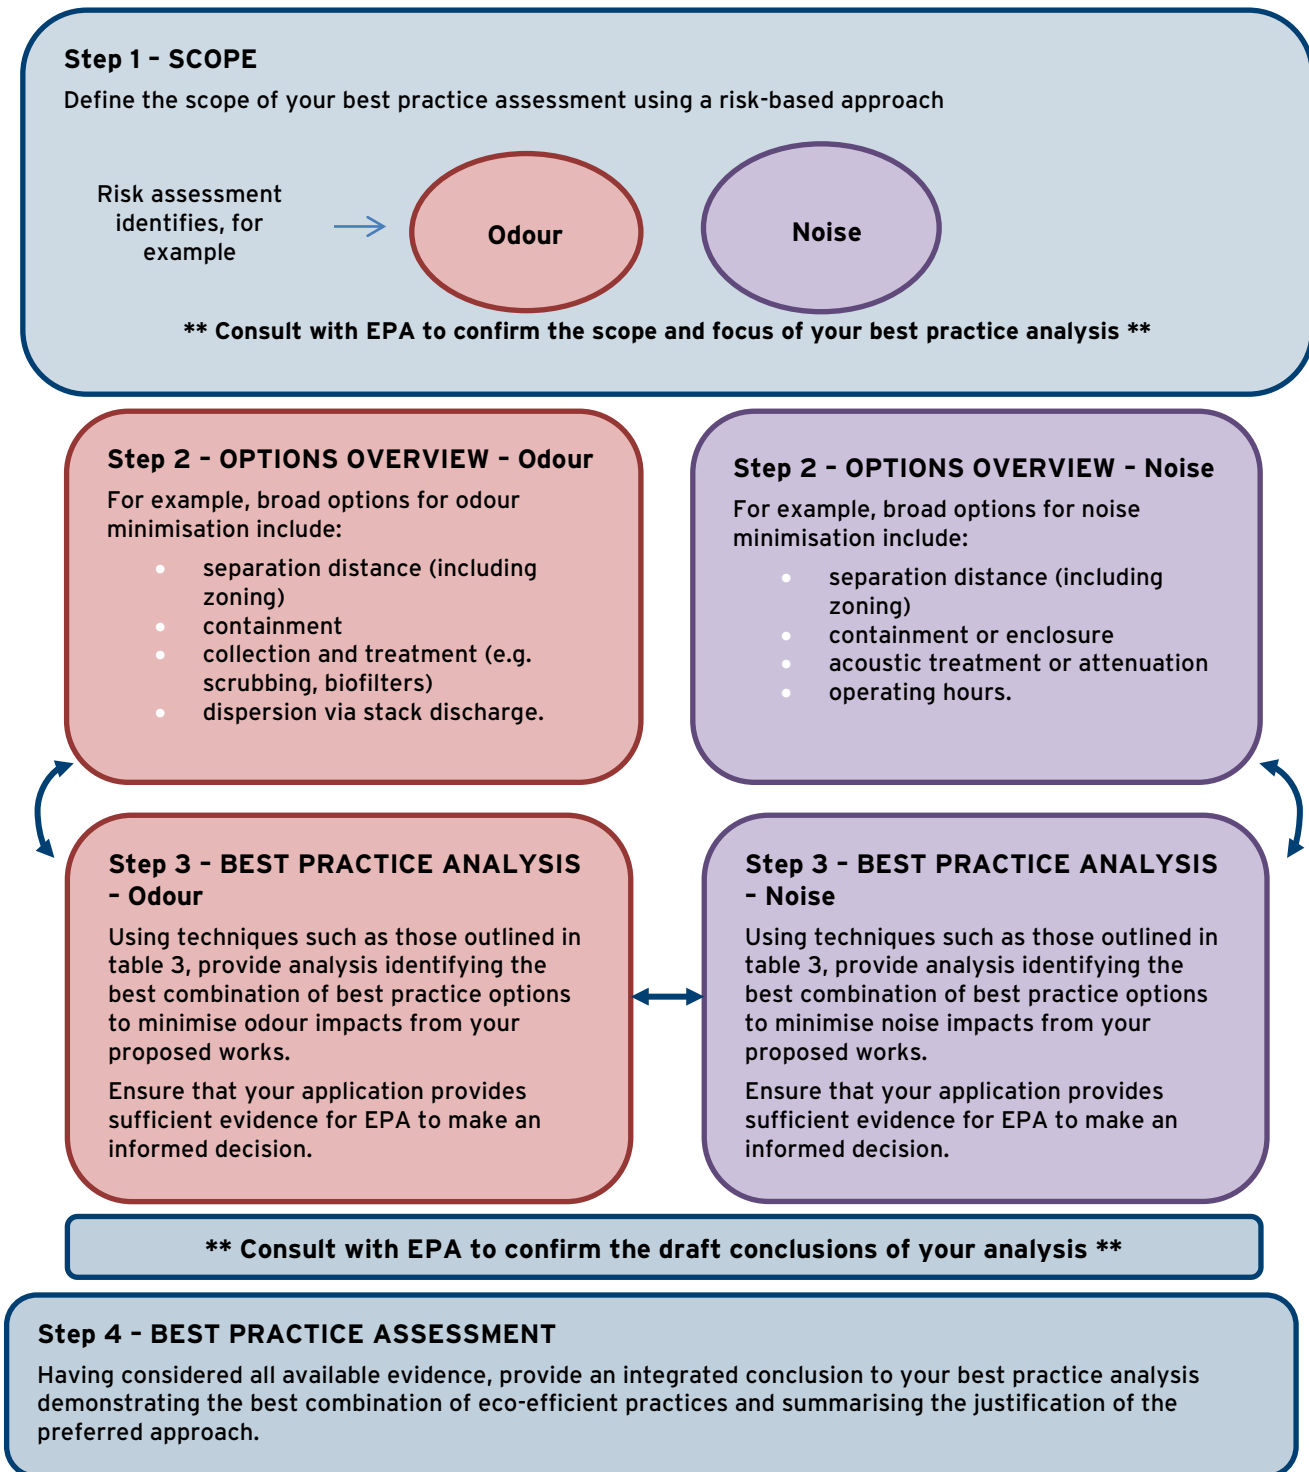 Step 1 – SCOPE
Define the scope of your best practice assessment using a risk-based approach
Risk assessment
identifies, for
example
Odour
Noise
** Consult with EPA to confirm the scope and focus of your best practice analysis **
Step 2 – OPTIONS OVERVIEW – Odour
For example, broad options for odour
minimisation include:
• separation distance (including
zoning)
• containment
• collection and treatment (e.g.
scrubbing, biofilters)
• dispersion via stack discharge.
Step 2 – OPTIONS OVERVIEW – Noise
For example, broad options for noise
minimisation include:
• separation distance (including
zoning)
• containment or enclosure
• acoustic treatment or attenuation
• operating hours.
Step 3 – BEST PRACTICE ANALYSIS
– Odour
Using techniques such as those outlined in
table 3, provide analysis identifying the
best combination of best practice options
to minimise odour impacts from your
proposed works.
Ensure that your application provides
sufficient evidence for EPA to make an
informed decision.
Step 3 – BEST PRACTICE ANALYSIS
– Noise
Using techniques such as those outlined in
table 3, provide analysis identifying the
best combination of best practice options
to minimise noise impacts from your
proposed works.
Ensure that your application provides
sufficient evidence for EPA to make an
informed decision.
** Consult with EPA to confirm the draft conclusions of your analysis **
Step 4 – BEST PRACTICE ASSESSMENT
Having considered all available evidence, provide an integrated conclusion to your best practice analysis
demonstrating the best combination of eco-efficient practices and summarising the justification of the
preferred approach.